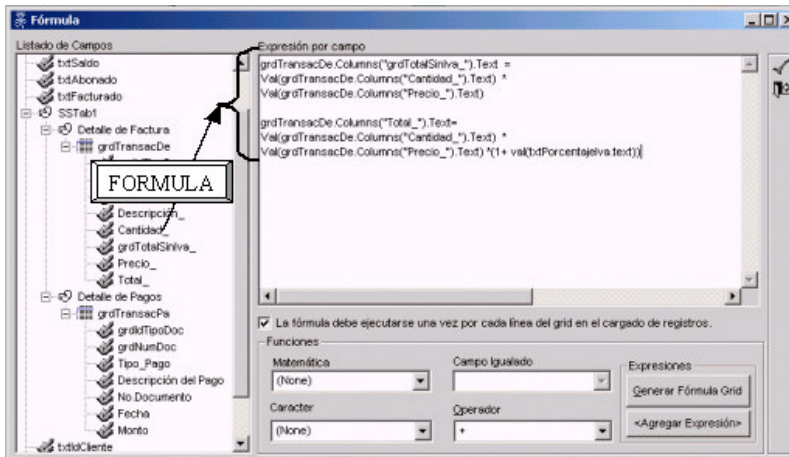 Fórmula
Listado de Campos
txtSaldo
txtAbonado
txtFacturado
SSTab1
Detalle de Factura
grdTransacDe
FORMULA
Descripción_
Cantidad_
grdTotalSinIva_
Precio_
Total_
Detalle de Pagos
grdTransacPa
grdIdTipoDoc
grdNumDoc
Tipo_Pago
Descripción del Pago
No.Documento
Fecha
Monto
txtIdCliente
Expresión por campo
grdTransacDe.Columns("grdTotalSinIva_").Text =
Val(grdTransacDe.Columns("Cantidad_").Text) *
Val(grdTransacDe.Columns("Precio_").Text)
grdTransacDe.Columns("Total_").Text=
Val(grdTransacDe.Columns("Cantidad_").Text) *
Val(grdTransacDe.Columns("Precio_").Text) *(1+ val(txtPorcentajeIva.text))
La fórmula debe ejecutarse una vez por cada línea del grid en el cargado de registros.
Funciones
Matemática
(None)
Campo Igualado
Caracter
(None)
Operador
+
Expresiones
Generar Fórmula Grid
<Agregar Expresión>